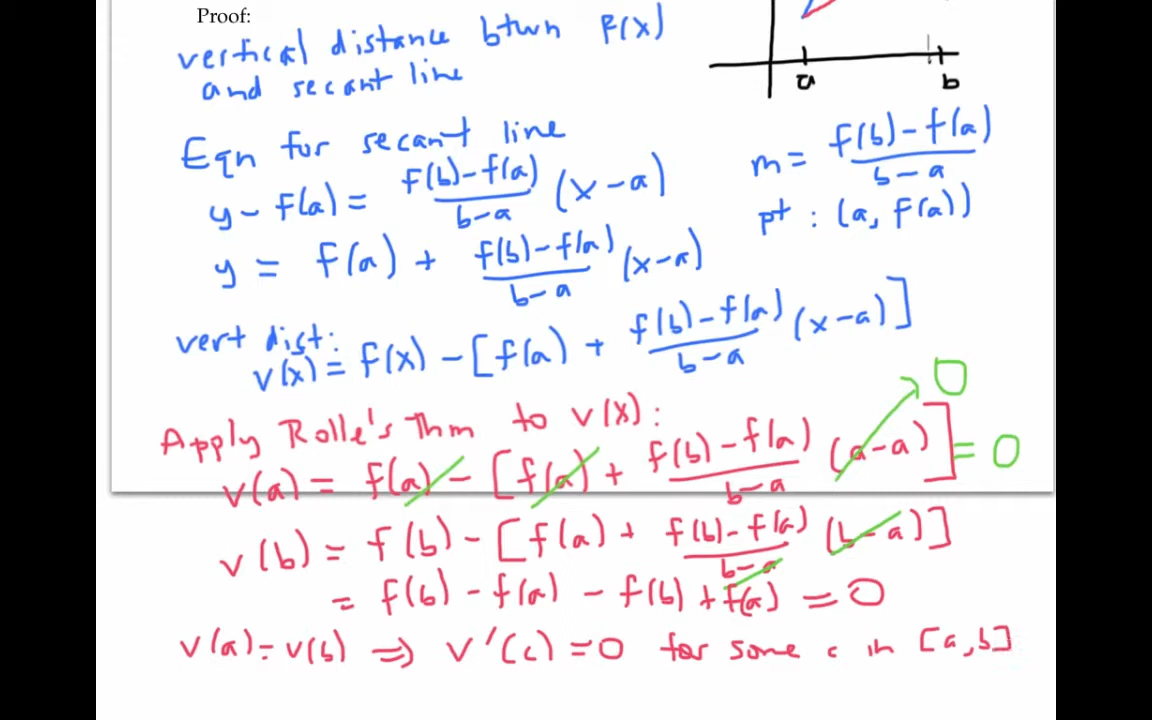 Proof:
vertical distance btwn f(x)
and secant line
a b
Eqn for secant line
y - f(a) = f(b)-f(a)/b-a (x-a)
m = f(b)-f(a)/b-a
pt : (a, f(a))
y = f(a) + f(b)-f(a)/b-a (x-a)
vert dist:
v(x) = f(x) - [f(a) + f(b)-f(a)/b-a (x-a)]
0
Apply Rolle's Thm to v(x):
v(a) = f(a) - [f(a) + f(b)-f(a)/b-a (a-a)] = 0
v(b) = f(b) - [f(a) + f(b)-f(a)/b-a (b-a)]
= f(b) - f(a) - f(b) + f(a) = 0
v(a) = v(b) ⇒ v'(c) = 0 for some c in [a,b]